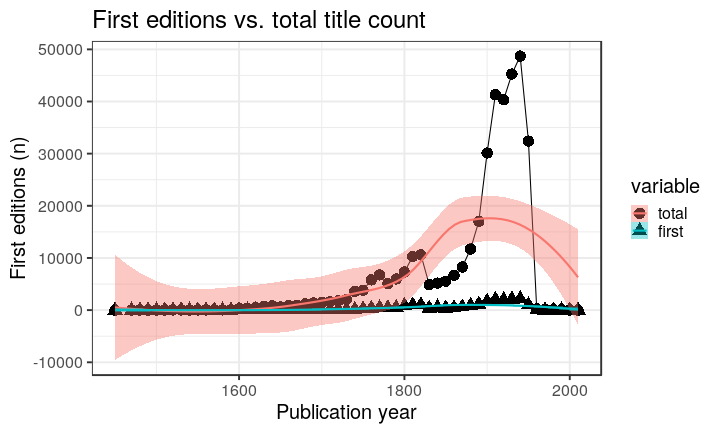 First editions vs. total title count
First editions (n)
50000
40000
30000
20000
10000
0
-10000
1600
1800
2000
Publication year
variable
total
first